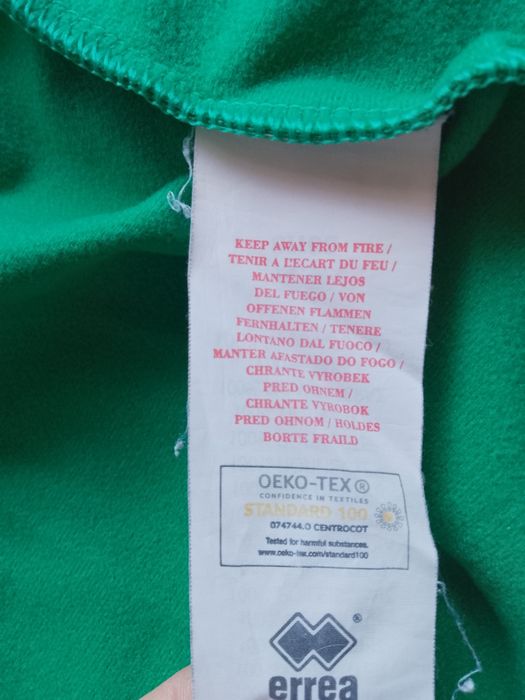 KEEP AWAY FROM FIRE /
TENIR A L'ECART DU FEU /
MANTENER LEJOS
DEL FUEGO / VON
OFFENEN FLAMMEN
FERNHALTEN / TENERE
LONTANO DAL FUOCO /
MANTER AFASTADO DO FOGO /
CHRANTE VYROBEK
PRED OHNEM /
CHRANTE VYROBOK
PRED OHNOM / HOLDES
BORTE FRAILD
OEKO-TEX®
CONFIDENCE IN TEXTILES
STANDARD 100
074744.0 CENTROCOT
Tested for harmful substances.
www.oeko-tex.com/standard100
®
errea